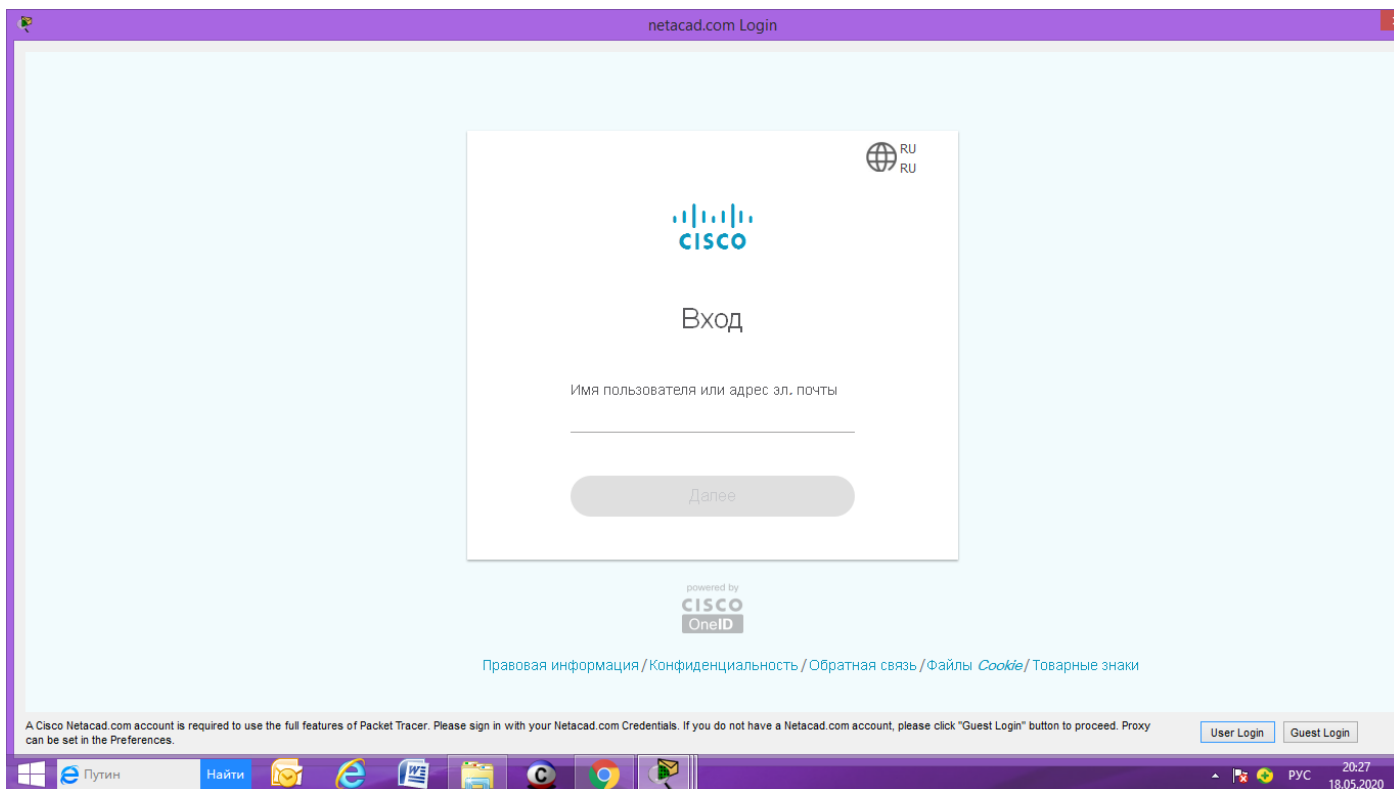 netacad.com Login
RU
RU
CISCO
Вход
Имя пользователя или адрес эл. почты
Далее
powered by
CISCO
OneID
Правовая информация/Конфиденциальность/Обратная связь/Файлы Cookie/Товарные знаки
A Cisco Netacad.com account is required to use the full features of Packet Tracer. Please sign in with your Netacad.com Credentials. If you do not have a Netacad.com account, please click "Guest Login" button to proceed. Proxy
can be set in the Preferences.
User Login
Guest Login
Путин
Найти
РУС
20:27
18.05.2020